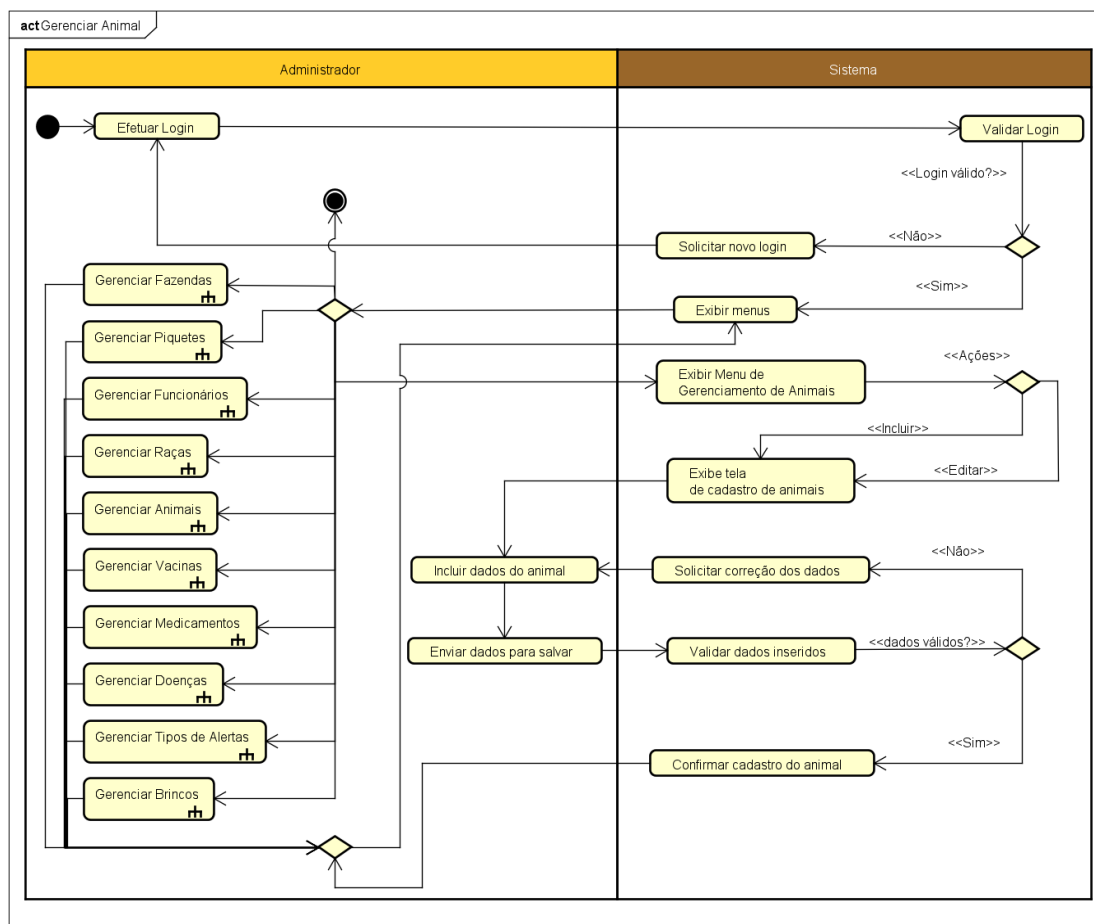 act Gerenciar Animal
Administrador
Sistema
Efetuar Login
Validar Login
<<Login válido?>>
Solicitar novo login
<<Não>>
Gerenciar Fazendas
<<Sim>>
Exibir menus
Gerenciar Piquetes
<<Ações>>
Exibir Menu de
Gerenciamento de Animais
Gerenciar Funcionários
<<Incluir>>
Gerenciar Raças
Exibe tela
de cadastro de animais
<<Editar>>
Gerenciar Animais
<<Não>>
Gerenciar Vacinas
Incluir dados do animal
Solicitar correção dos dados
Gerenciar Medicamentos
Enviar dados para salvar
Validar dados inseridos
<<dados válidos?>>
Gerenciar Doenças
Gerenciar Tipos de Alertas
<<Sim>>
Confirmar cadastro do animal
Gerenciar Brincos